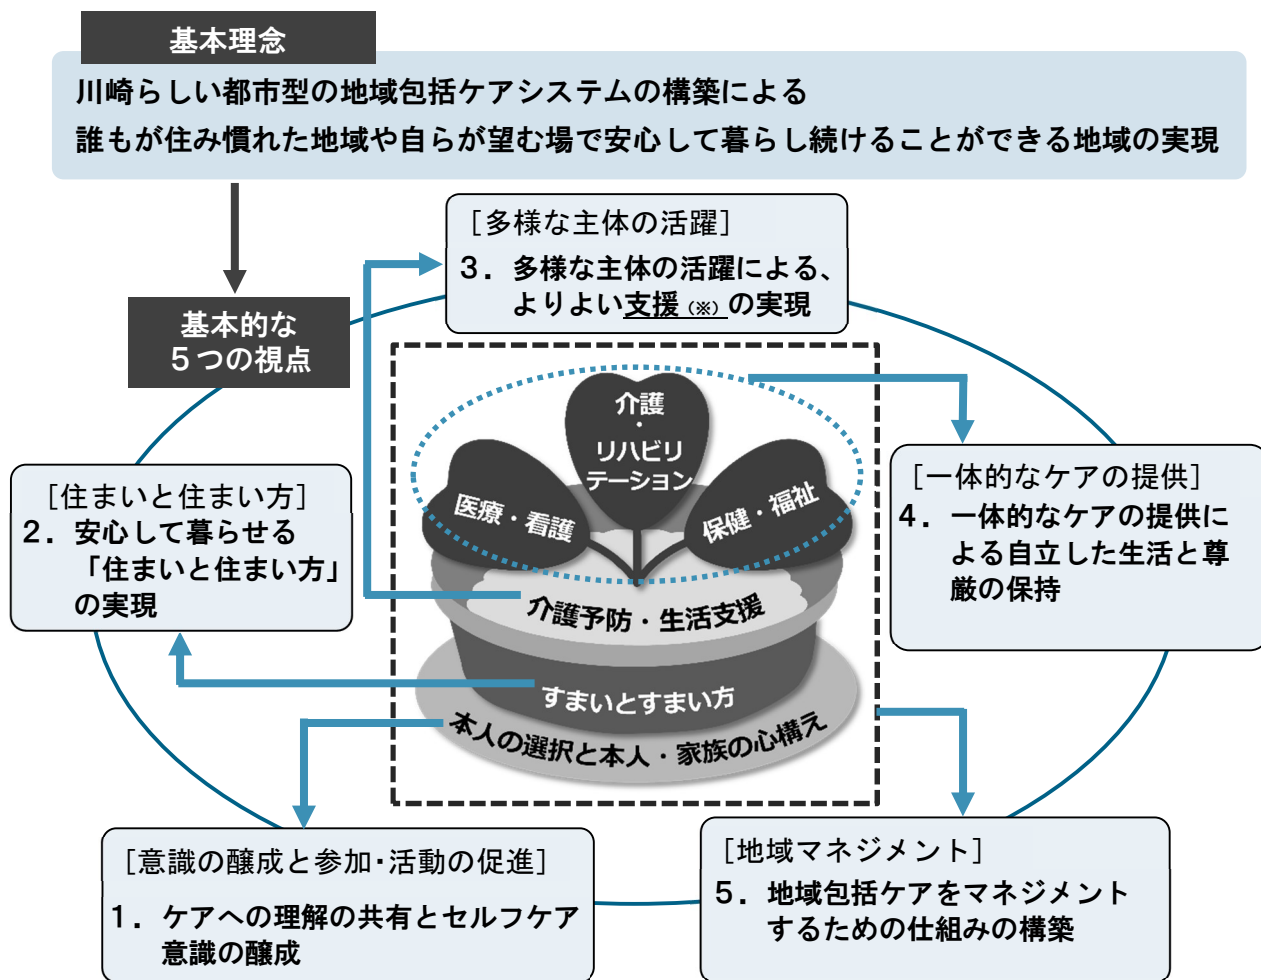 基本理念
川崎らしい都市型の地域包括ケアシステムの構築による
誰もが住み慣れた地域や自らが望む場で安心して暮らし続けることができる地域の実現
基本的な
５つの視点
［多様な主体の活躍］
３．多様な主体の活躍による、
よりよい支援（※）の実現
［住まいと住まい方］
２．安心して暮らせる
「住まいと住まい方」
の実現
［一体的なケアの提供］
４．一体的なケアの提供に
よる自立した生活と尊
厳の保持
介護
・
リハビリ
テーション
医療・看護
保健・福祉
介護予防・生活支援
すまいとすまい方
本人の選択と本人・家族の心構え
［意識の醸成と参加・活動の促進］
１．ケアへの理解の共有とセルフケア
意識の醸成
［地域マネジメント］
５．地域包括ケアをマネジメント
するための仕組みの構築